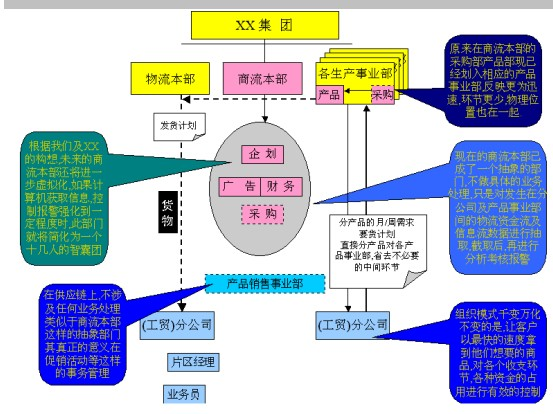 XX 集 团
物流本部
商流本部
各生产事业部
产品
采购
原来在商流本部的
采购部产品部现已
经划入相应的产品
事业部,反映更为迅
速,环节更少,物理位
置也在一起.
发货计划
根据我们及XX
的构想,未来的商
流本部还将进一
步虚拟化,如果计
算机获取信息,控
制报警强化到一
定程度时,此部门
就将简化为一个
十几人的智囊团
企 划
广 告
财 务
采 购
货
物
现在的商流本部已
成了一个抽象的部
门,不做具体的业务
处理,只是对发生在分
公司及产品事业部
间的物流资金流及
信息流数据进行抽
取,截取后,再进行
分析考核报警
分产品的月/周需求
要货计划
直接分产品对各产
品事业部,省去不必要
的中间环节
产品销售事业部
在供应链上,不涉
及任何业务处理
类似于商流本部
这样的抽象部门
其真正的意义在
促销活动等这样
的事务管理
(工贸)分公司
(工贸)分公司
片区经理
业务员
组织模式千变万化
不变的是,让客户
以最快的速度拿
到他们想要的商
品,对各个收支环
节,各种资金的占
用进行有效的控制